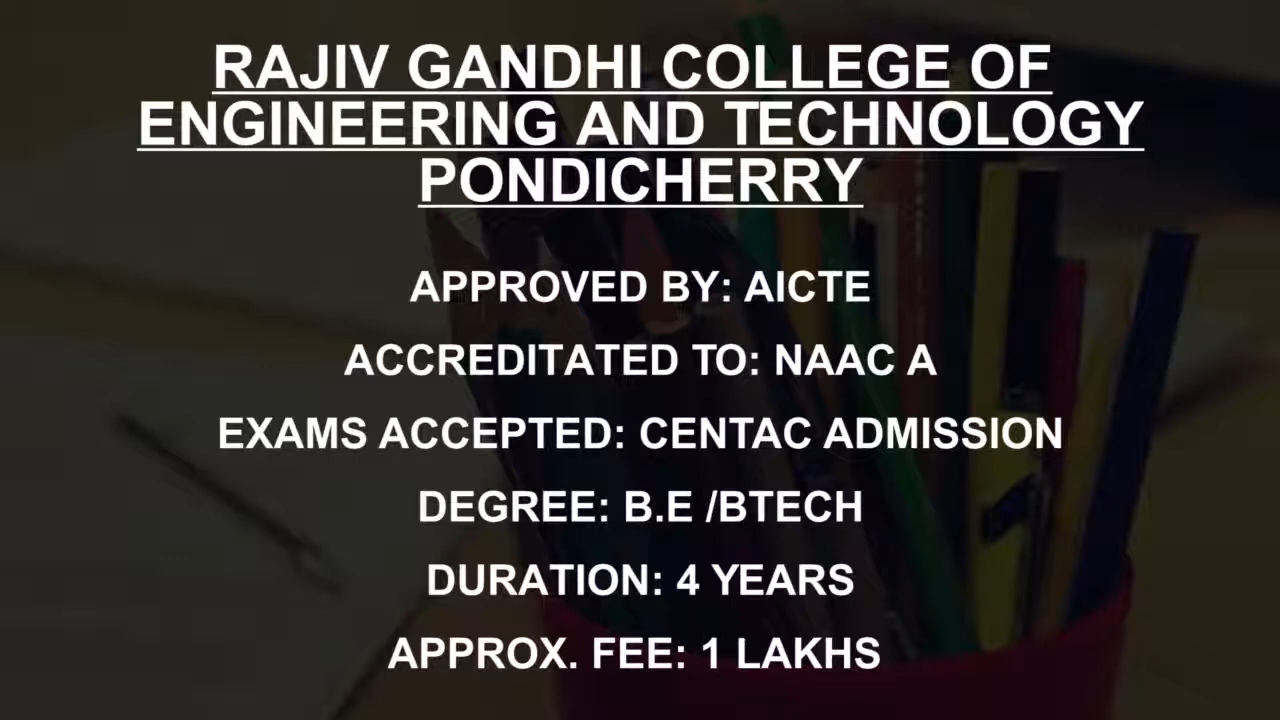 RAJIV GANDHI COLLEGE OF
ENGINEERING AND TECHNOLOGY
PONDICHERRY
APPROVED BY: AICTE
ACCREDITATED TO: NAAC A
EXAMS ACCEPTED: CENTAC ADMISSION
DEGREE: B.E /BTECH
DURATION: 4 YEARS
APPROX. FEE: 1 LAKHS